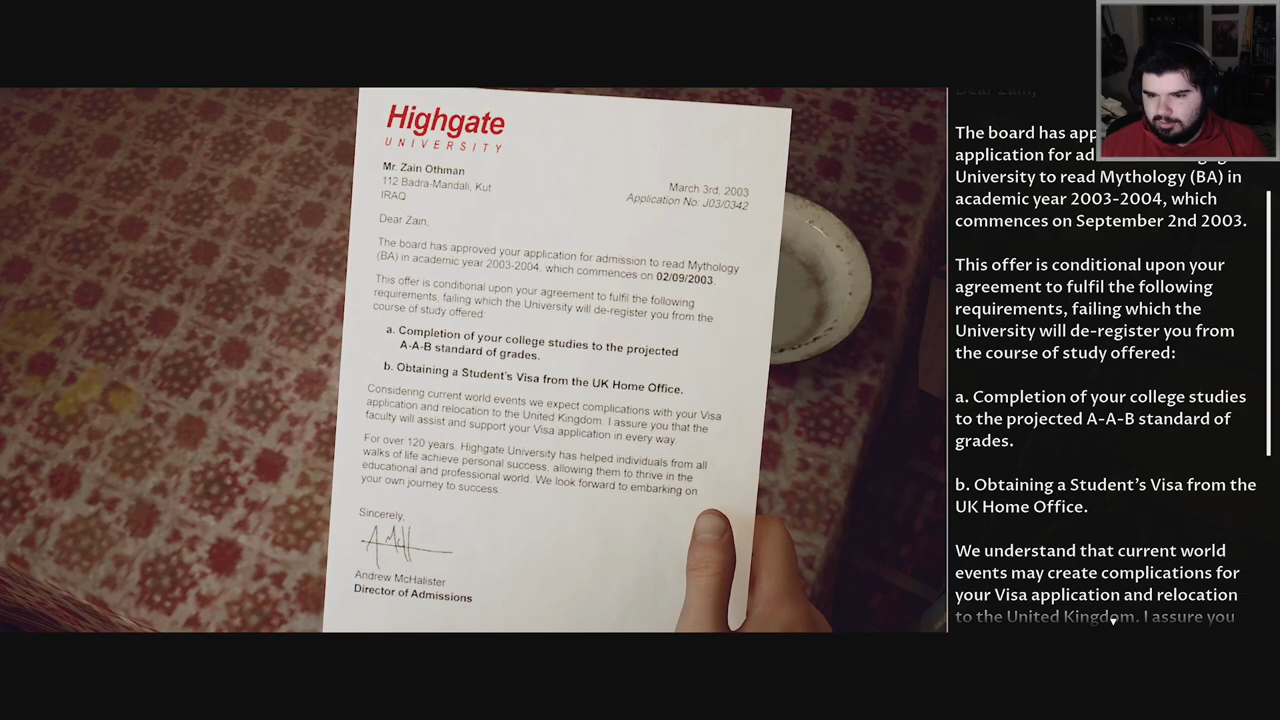 Highgate
UNIVERSITY
Mr. Zain Othman
112 Badra-Mandali, Kut
IRAQ
March 3rd, 2003
Application No. J03/0342
Dear Zain,
The board has approved your application for admission to read Mythology
(BA) in academic year 2003-2004, which commences on 02/09/2003.
This offer is conditional upon your agreement to fulfil the following
requirements, failing which the University will de-register you from the
course of study offered:
a. Completion of your college studies to the projected
A-A-B standard of grades.
b. Obtaining a Student's Visa from the UK Home Office.
Considering current world events we expect complications with your Visa
application and relocation to the United Kingdom. I assure you that the
faculty will assist and support your Visa application in every way.
For over 120 years, Highgate University has helped individuals from all
walks of life achieve personal success, allowing them to thrive in the
educational and professional world. We look forward to embarking on
your own journey to success.
Sincerely,
Andrew McHalister
Director of Admissions
Dear Zain,
The board has app
application for ad
University to read Mythology (BA) in
academic year 2003-2004, which
commences on September 2nd 2003.
This offer is conditional upon your
agreement to fulfil the following
requirements, failing which the
University will de-register you from
the course of study offered:
a. Completion of your college studies
to the projected A-A-B standard of
grades.
b. Obtaining a Student's Visa from the
UK Home Office.
We understand that current world
events may create complications for
your Visa application and relocation
to the United Kingdom. I assure you